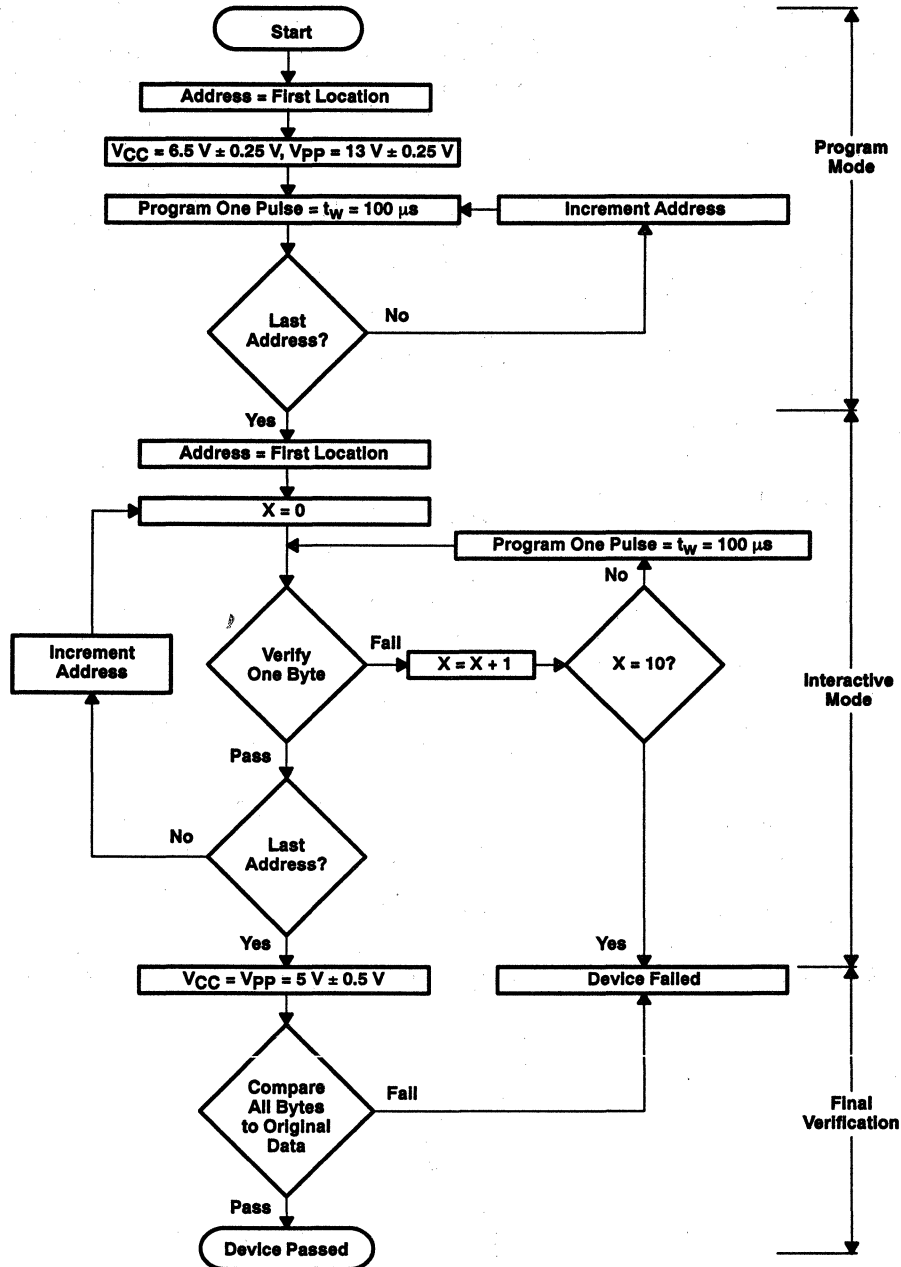 Start
Address = First Location
VCC = 6.5 V ± 0.25 V, VPP = 13 V ± 0.25 V
Program
Mode
Program One Pulse = tw = 100 μs
Increment Address
Last
Address?
No
Yes
Address = First Location
X = 0
Program One Pulse = tw = 100 μs
No
Increment
Address
Verify
One Byte
Fail
X = X + 1
X = 10?
Interactive
Mode
Pass
No
Last
Address?
Yes
Yes
VCC = VPP = 5 V ± 0.5 V
Device Failed
Compare
All Bytes
to Original
Data
Fail
Final
Verification
Pass
Device Passed